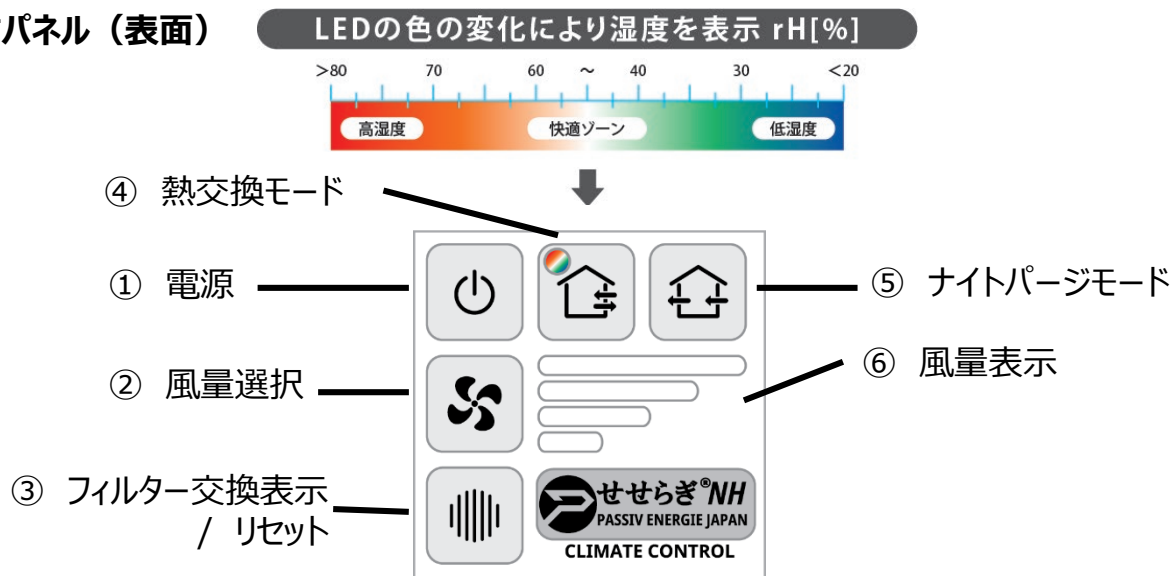 パネル（表面）
LEDの色の変化により湿度を表示 rH[%]
>80 70 60 ～ 40 30 <20
高湿度 快適ゾーン 低湿度
④ 熱交換モード
① 電源
⑤ ナイトパージモード
② 風量選択
⑥ 風量表示
③ フィルター交換表示
/ リセット
せせらぎ®NH
PASSIV ENERGIE JAPAN
CLIMATE CONTROL